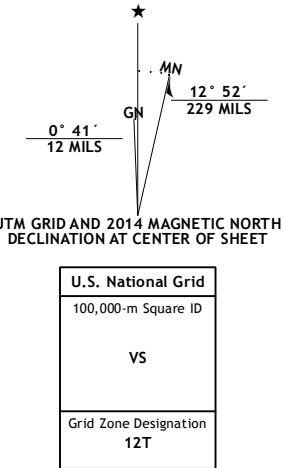 ★
MN
GN
12° 52´
229 MILS
0° 41´
12 MILS
UTM GRID AND 2014 MAGNETIC NORTH
DECLINATION AT CENTER OF SHEET
U.S. National Grid
100,000-m Square ID
VS
Grid Zone Designation
12T